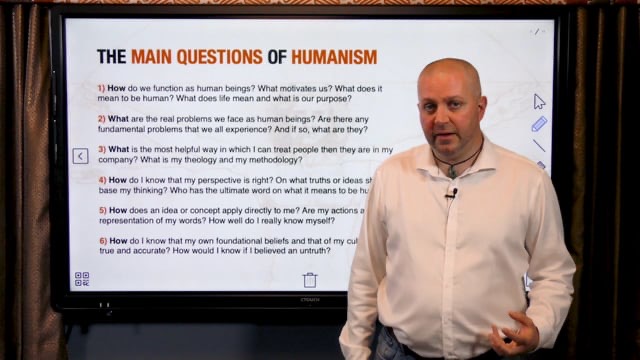 THE MAIN QUESTIONS OF HUMANISM
1) How do we function as human beings? What motivates us? What does it
mean to be human? What does life mean and what is our purpose?
2) What are the real problems we face as human beings? Are there any
fundamental problems that we all experience? And if so, what are they?
3) What is the most helpful way in which I can treat people then they are in my
company? What is my theology and my methodology?
4) How do I know that my perspective is right? On what truths or ideas
base my thinking? Who has the ultimate word on what it means to be
5) How does an idea or concept apply directly to me? Are my actions a
representation of my words? How well do I really know myself?
6) How do I know that my own foundational beliefs and that of my
true and accurate? How would I know if I believed an untruth?